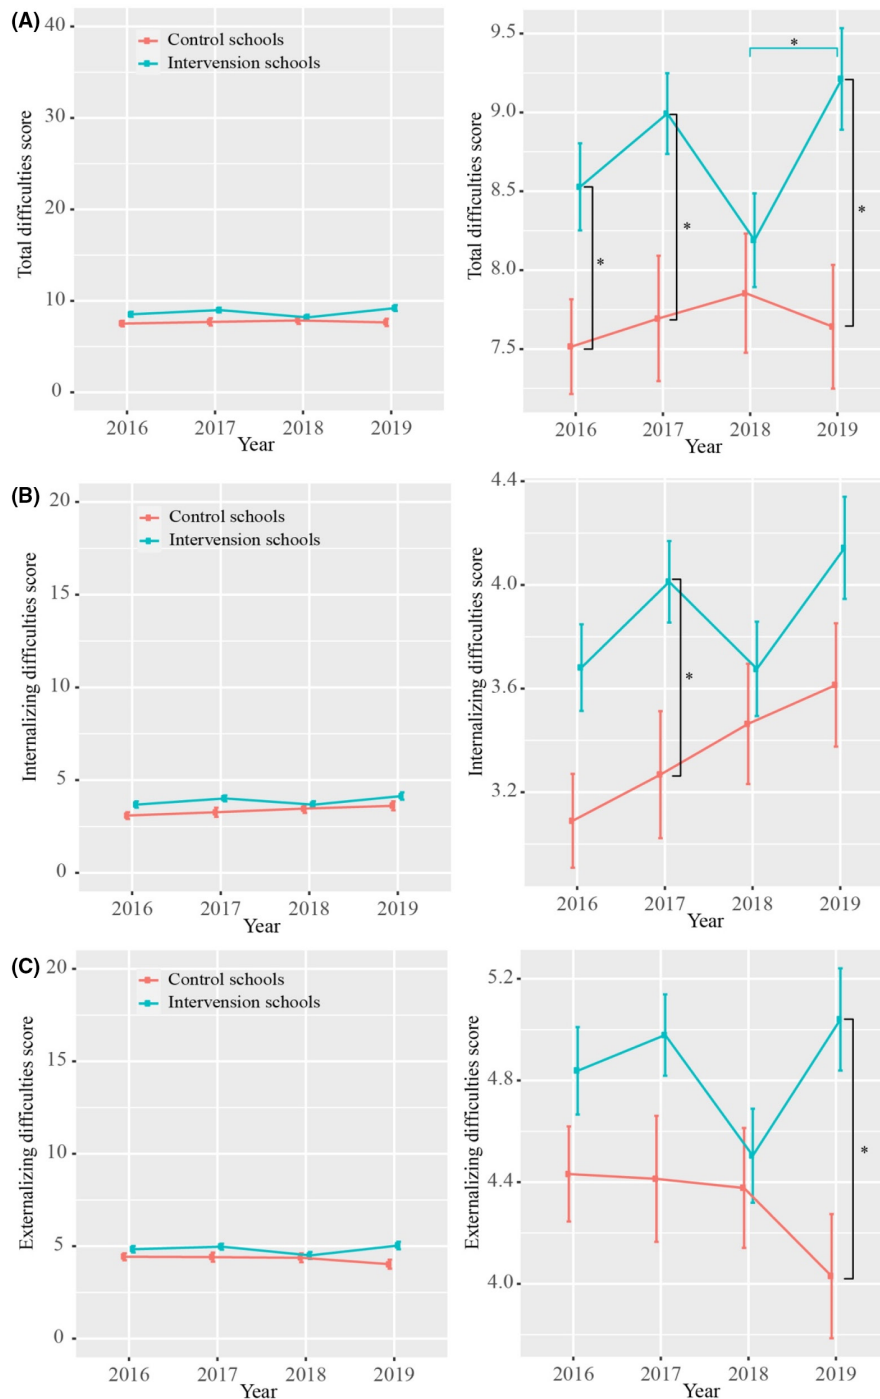 (A)
Total difficulties score
40
30
20
10
0
Control schools
Intervension schools
2016 2017 2018 2019
Year
Total difficulties score
9.5
9.0
8.5
8.0
7.5
*
*
*
*
2016 2017 2018 2019
Year
(B)
Internalizing difficulties score
20
15
10
5
0
Control schools
Intervension schools
2016 2017 2018 2019
Year
Internalizing difficulties score
4.4
4.0
3.6
3.2
*
2016 2017 2018 2019
Year
(C)
Externalizing difficulties score
20
15
10
5
0
Control schools
Intervension schools
2016 2017 2018 2019
Year
Externalizing difficulties score
5.2
4.8
4.4
4.0
*
2016 2017 2018 2019
Year